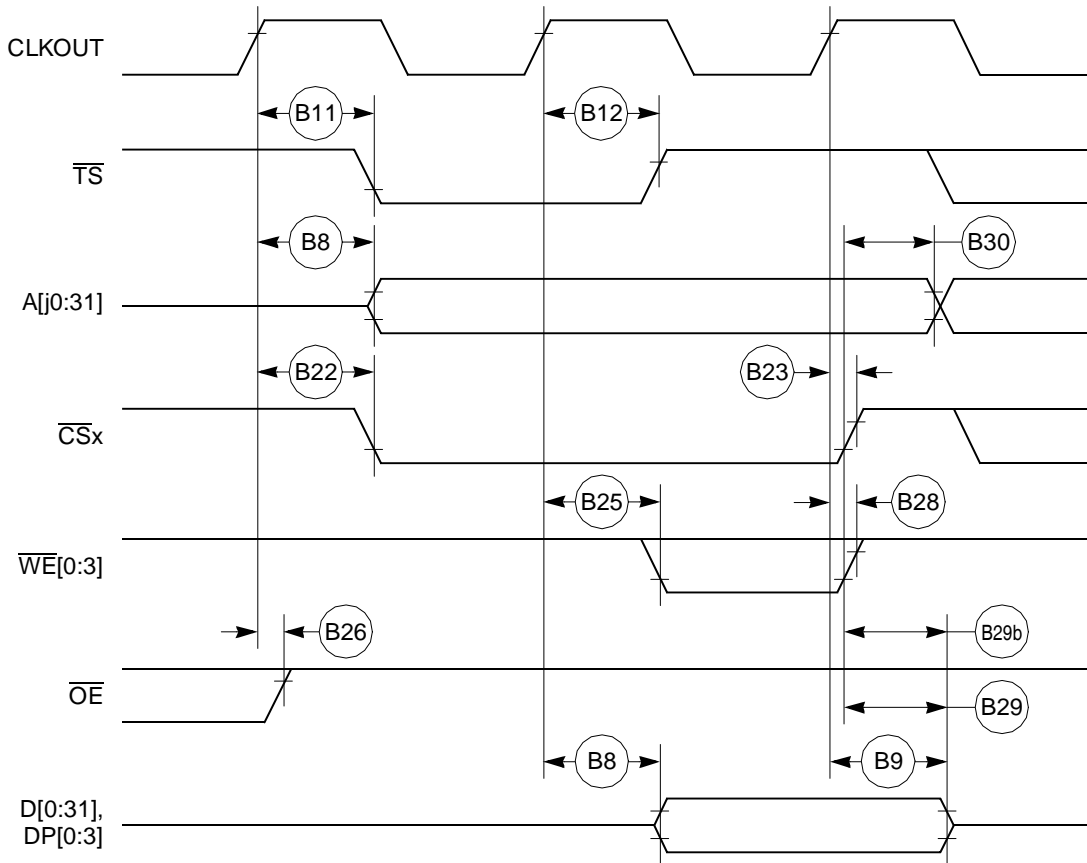 CLKOUT
B11
B12
TS
B8
B30
A[j0:31]
B22
B23
CSx
B25
B28
WE[0:3]
B26
B29b
OE
B29
B8
B9
D[0:31],
DP[0:3]